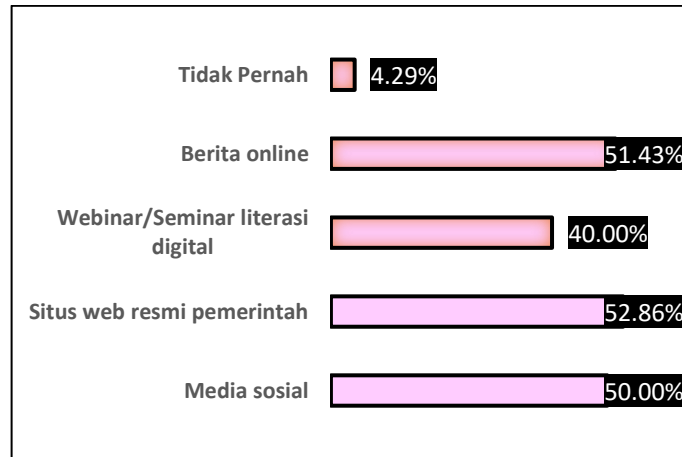 Tidak Pernah
4.29%
Berita online
51.43%
Webinar/Seminar literasi
digital
40.00%
Situs web resmi pemerintah
52.86%
Media sosial
50.00%